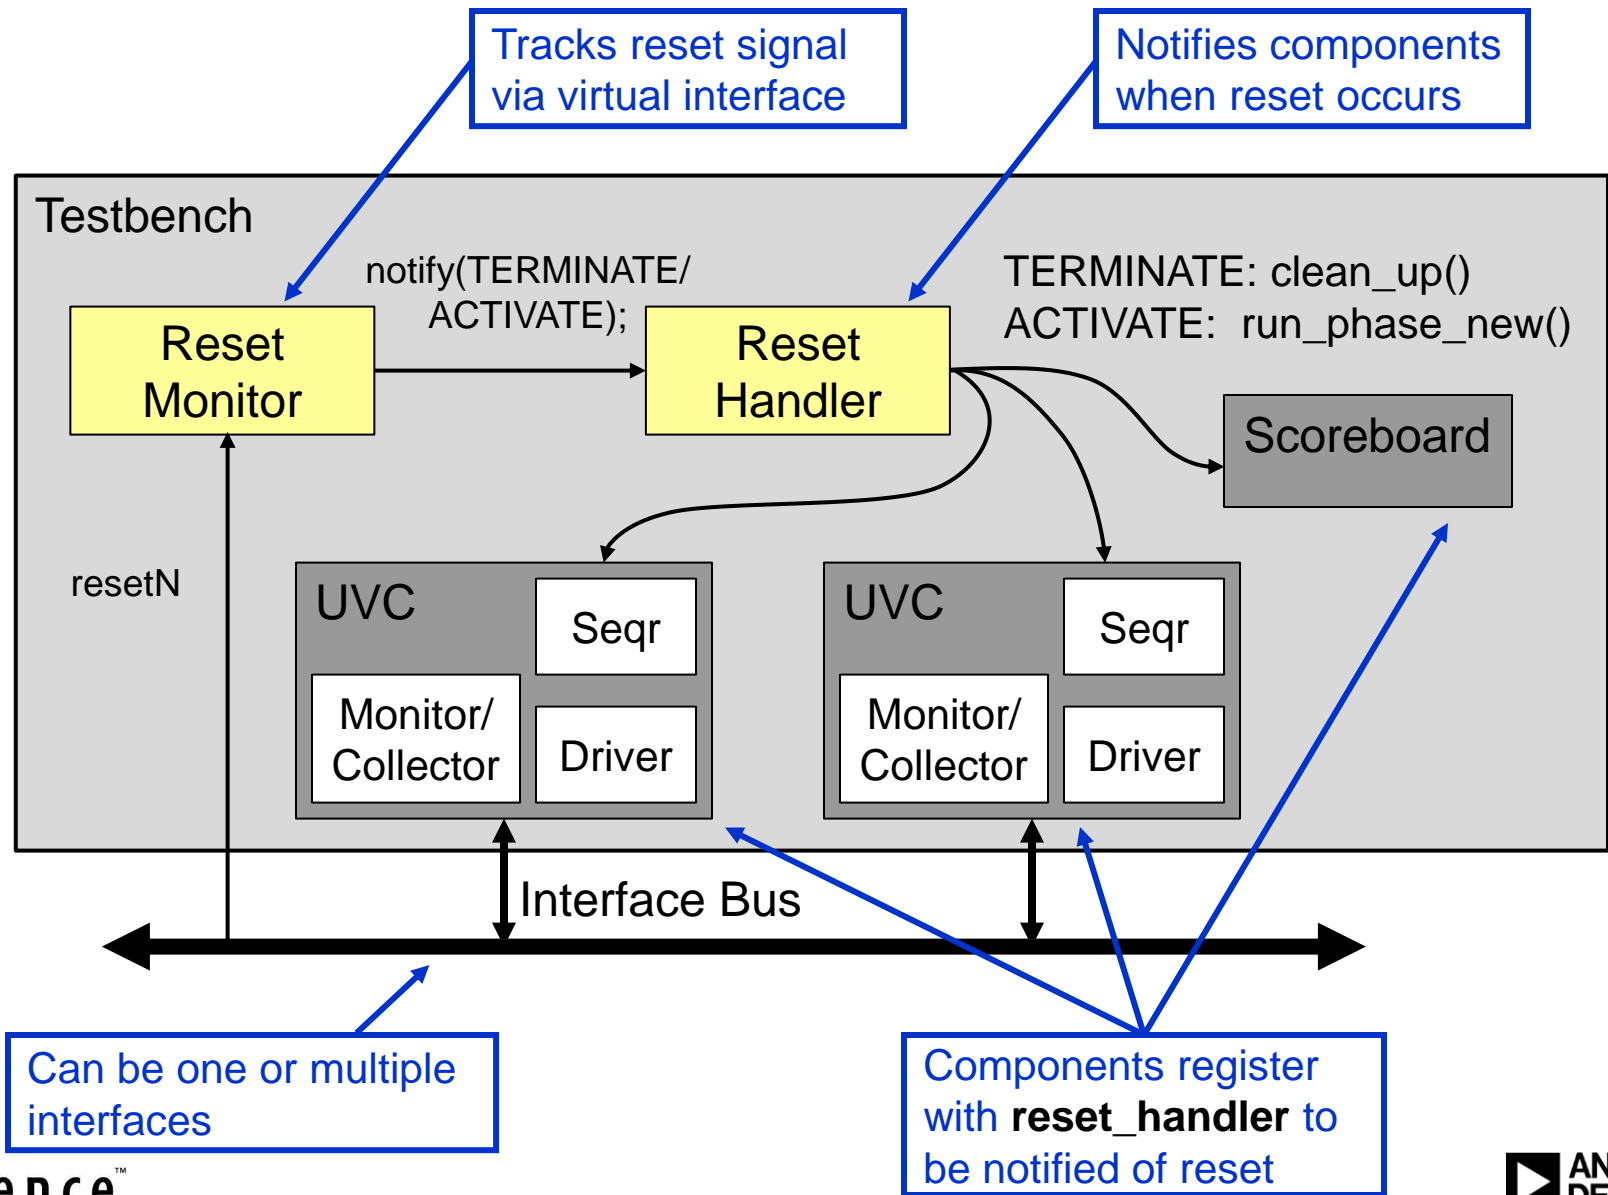 Tracks reset signal
via virtual interface
Notifies components
when reset occurs
Testbench
notify(TERMINATE/
ACTIVATE);
TERMINATE: clean_up()
ACTIVATE: run_phase_new()
Reset
Monitor
Reset
Handler
Scoreboard
resetN
UVC
Seqr
Monitor/
Collector
Driver
UVC
Seqr
Monitor/
Collector
Driver
Interface Bus
Can be one or multiple
interfaces
Components register
with reset_handler to
be notified of reset